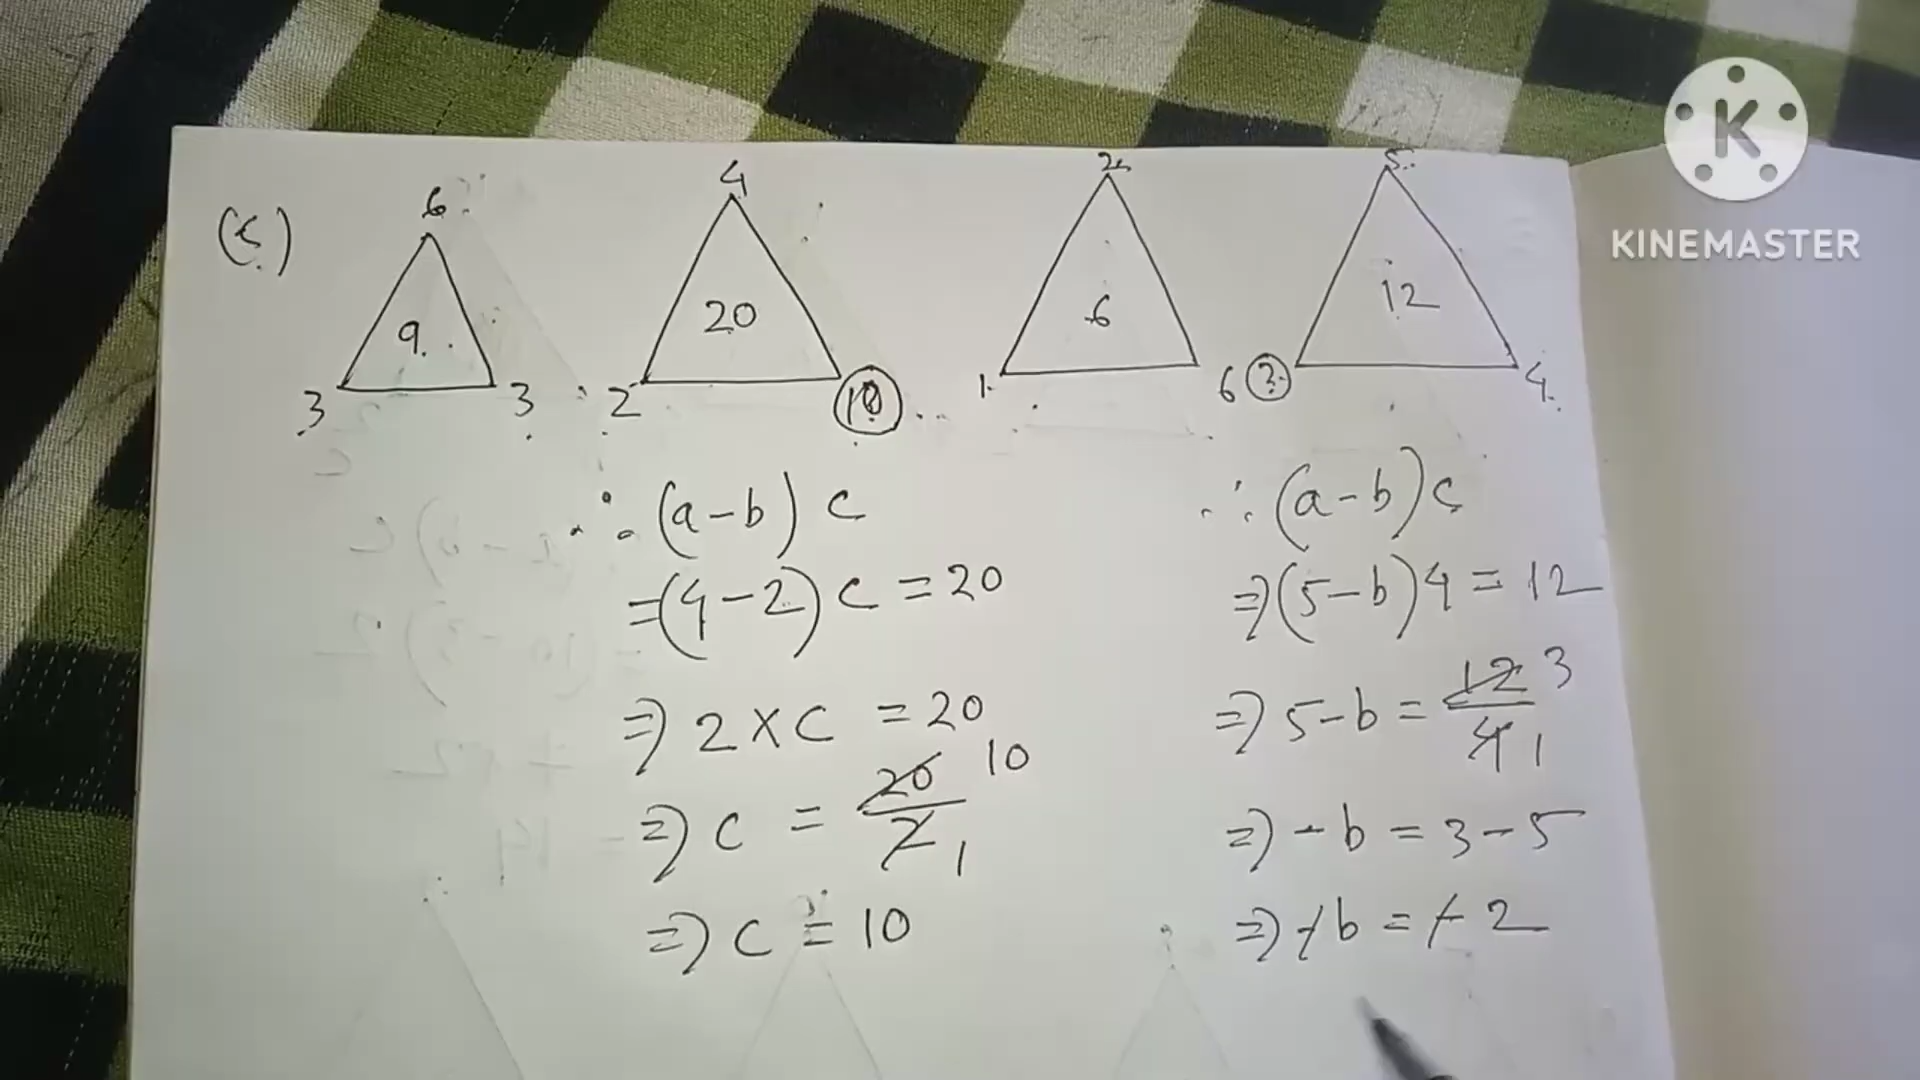 K
KINEMASTER
(5)
6
9
3 3
4
20
2 10
2
6
1 6
5
12
? 4
∴ (a-b) c
=(4-2) c = 20
⇒ 2 × c = 20
⇒ c = 20/2 10 1
⇒ c = 10
∴ (a-b) c
⇒ (5-b) 4 = 12
⇒ 5-b = 12/4 3 1
⇒ -b = 3-5
⇒ -b = -2